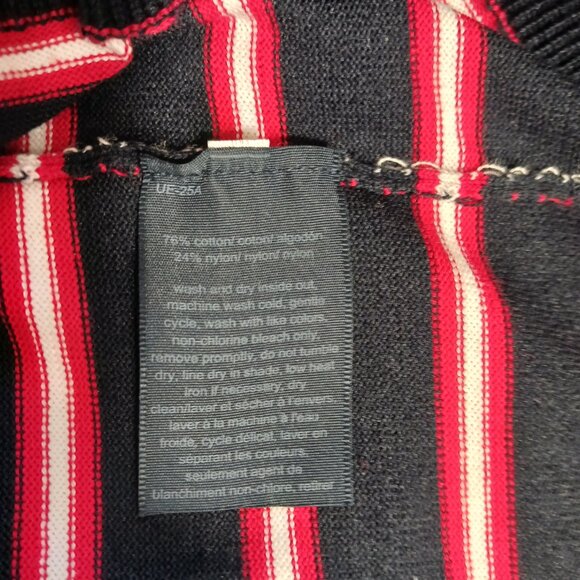 UE-25A
76% cotton/ coton/ algodón
24% nylon/ nylon/ nylon
wash and dry inside out,
machine wash cold, gentle
cycle, wash with like colors,
non-chlorine bleach only,
remove promptly, do not tumble
dry, line dry in shade, low heat
iron if necessary, dry
clean/laver et sécher à l'envers,
laver à la machine à l'eau
froide, cycle délicat, laver en
séparant les couleurs,
seulement agent de
blanchiment non-chlore, retirer